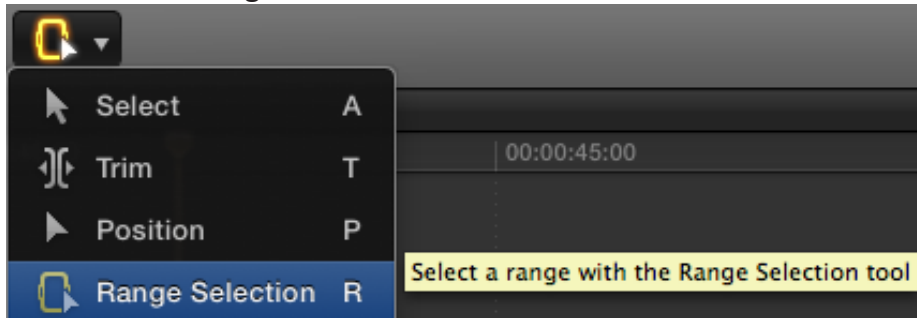 Select A
00:00:45:00
Trim T
Position P
Select a range with the Range Selection tool
Range Selection R